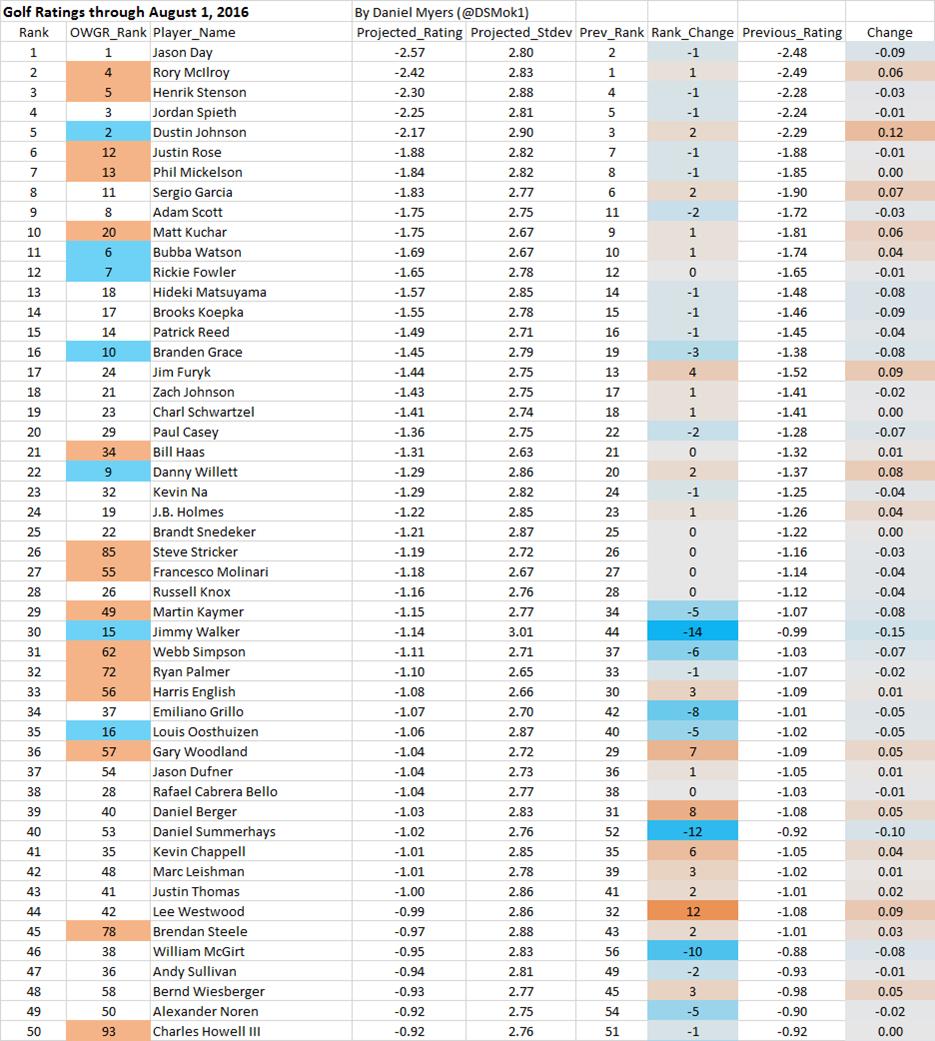 Golf Ratings through August 1, 2016 By Daniel Myers (@DSMok1)
Rank OWGR_Rank Player_Name Projected_Rating Projected_Stdev Prev_Rank Rank_Change Previous_Rating Change
1 1 Jason Day -2.57 2.80 2 -1 -2.48 -0.09
2 4 Rory McIlroy -2.42 2.83 1 1 -2.49 0.06
3 5 Henrik Stenson -2.30 2.88 4 -1 -2.28 -0.03
4 3 Jordan Spieth -2.25 2.81 5 -1 -2.24 -0.01
5 2 Dustin Johnson -2.17 2.90 3 2 -2.29 0.12
6 12 Justin Rose -1.88 2.82 7 -1 -1.88 -0.01
7 13 Phil Mickelson -1.84 2.82 8 -1 -1.85 0.00
8 11 Sergio Garcia -1.83 2.77 6 2 -1.90 0.07
9 8 Adam Scott -1.75 2.75 11 -2 -1.72 -0.03
10 20 Matt Kuchar -1.75 2.67 9 1 -1.81 0.06
11 6 Bubba Watson -1.69 2.67 10 1 -1.74 0.04
12 7 Rickie Fowler -1.65 2.78 12 0 -1.65 -0.01
13 18 Hideki Matsuyama -1.57 2.85 14 -1 -1.48 -0.08
14 17 Brooks Koepka -1.55 2.78 15 -1 -1.46 -0.09
15 14 Patrick Reed -1.49 2.71 16 -1 -1.45 -0.04
16 10 Branden Grace -1.45 2.79 19 -3 -1.38 -0.08
17 24 Jim Furyk -1.44 2.75 13 4 -1.52 0.09
18 21 Zach Johnson -1.43 2.75 17 1 -1.41 -0.02
19 23 Charl Schwartzel -1.41 2.74 18 1 -1.41 0.00
20 29 Paul Casey -1.36 2.75 22 -2 -1.28 -0.07
21 34 Bill Haas -1.31 2.63 21 0 -1.32 0.01
22 9 Danny Willett -1.29 2.86 20 2 -1.37 0.08
23 32 Kevin Na -1.29 2.82 24 -1 -1.25 -0.04
24 19 J.B. Holmes -1.22 2.85 23 1 -1.26 0.04
25 22 Brandt Snedeker -1.21 2.87 25 0 -1.22 0.00
26 85 Steve Stricker -1.19 2.72 26 0 -1.16 -0.03
27 55 Francesco Molinari -1.18 2.67 27 0 -1.14 -0.04
28 26 Russell Knox -1.16 2.76 28 0 -1.12 -0.04
29 49 Martin Kaymer -1.15 2.77 34 -5 -1.07 -0.08
30 15 Jimmy Walker -1.14 3.01 44 -14 -0.99 -0.15
31 62 Webb Simpson -1.11 2.71 37 -6 -1.03 -0.07
32 72 Ryan Palmer -1.10 2.65 33 -1 -1.07 -0.02
33 56 Harris English -1.08 2.66 30 3 -1.09 0.01
34 37 Emiliano Grillo -1.07 2.70 42 -8 -1.01 -0.05
35 16 Louis Oosthuizen -1.06 2.87 40 -5 -1.02 -0.05
36 57 Gary Woodland -1.04 2.72 29 7 -1.09 0.05
37 54 Jason Dufner -1.04 2.73 36 1 -1.05 0.01
38 28 Rafael Cabrera Bello -1.04 2.77 38 0 -1.03 -0.01
39 40 Daniel Berger -1.03 2.83 31 8 -1.08 0.05
40 53 Daniel Summerhays -1.02 2.76 52 -12 -0.92 -0.10
41 35 Kevin Chappell -1.01 2.85 35 6 -1.05 0.04
42 48 Marc Leishman -1.01 2.78 39 3 -1.02 0.01
43 41 Justin Thomas -1.00 2.86 41 2 -1.01 0.02
44 42 Lee Westwood -0.99 2.86 32 12 -1.08 0.09
45 78 Brendan Steele -0.97 2.88 43 2 -1.01 0.03
46 38 William McGirt -0.95 2.83 56 -10 -0.88 -0.08
47 36 Andy Sullivan -0.94 2.81 49 -2 -0.93 -0.01
48 58 Bernd Wiesberger -0.93 2.77 45 3 -0.98 0.05
49 50 Alexander Noren -0.92 2.75 54 -5 -0.90 -0.02
50 93 Charles Howell III -0.92 2.76 51 -1 -0.92 0.00